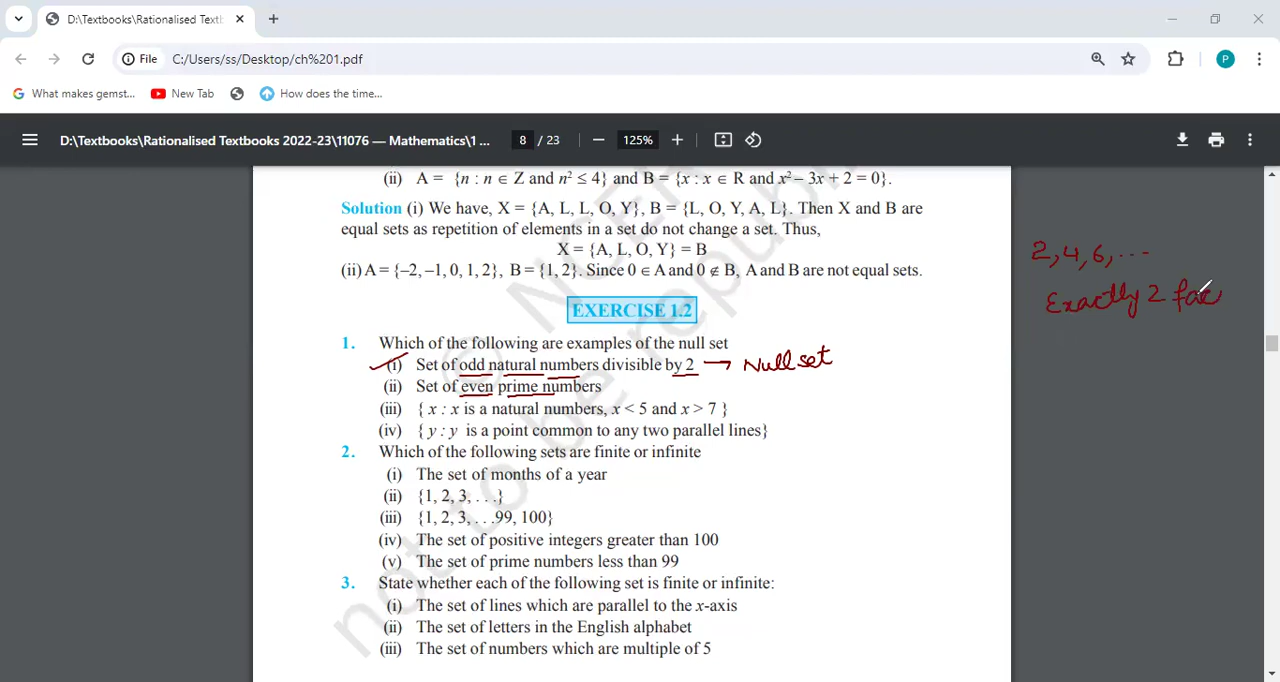 D:\Textbooks\Rationalised Textb
File C:/Users/ss/Desktop/ch%201.pdf
P
What makes gemst... New Tab How does the time...
D:\Textbooks\Rationalised Textbooks 2022-23\11076 — Mathematics\1 ... 8 / 23 125%
(ii) A = {n : n ∈ Z and n² ≤ 4} and B = {x : x ∈ R and x² – 3x + 2 = 0}.
Solution (i) We have, X = {A, L, L, O, Y}, B = {L, O, Y, A, L}. Then X and B are
equal sets as repetition of elements in a set do not change a set. Thus,
X = {A, L, O, Y} = B
(ii) A = {–2, –1, 0, 1, 2}, B = {1, 2}. Since 0 ∈ A and 0 ∉ B, A and B are not equal sets.
2, 4, 6, ...
Exactly 2 fac
EXERCISE 1.2
1. Which of the following are examples of the null set
(i) Set of odd natural numbers divisible by 2 → Null set
(ii) Set of even prime numbers
(iii) { x : x is a natural numbers, x < 5 and x > 7 }
(iv) { y : y is a point common to any two parallel lines}
2. Which of the following sets are finite or infinite
(i) The set of months of a year
(ii) {1, 2, 3, . . .}
(iii) {1, 2, 3, . . .99, 100}
(iv) The set of positive integers greater than 100
(v) The set of prime numbers less than 99
3. State whether each of the following set is finite or infinite:
(i) The set of lines which are parallel to the x-axis
(ii) The set of letters in the English alphabet
(iii) The set of numbers which are multiple of 5
© NCERT
not to be republi